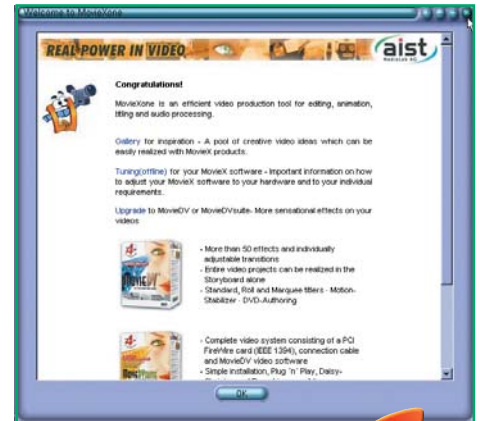 Welcome to MovieXone
REAL POWER IN VIDEO
aist
MediaLab AG
Congratulations!
MovieXone is an efficient video production tool for editing, animation,
titling and audio processing.
Gallery for inspiration - A pool of creative video ideas which can be
easily realized with MovieX products.
Tuning(offline) for your MovieX software - Important information on how
to adjust your MovieX software to your hardware and to your individual
requirements.
Upgrade to MovieDV or MovieDVsuite- More sensational effects on your
videos
MovieDV
- More than 50 effects and individually
adjustable transitions
- Entire video projects can be realized in the
Storyboard alone
- Standard, Roll and Marquee titlers - Motion-
Stabilizer - DVD-Authoring
- Complete video system consisting of a PCI
FireWire card (IEEE 1394), connection cable
and MovieDV video software
- Simple installation, Plug 'n' Play, Daisy-
OK